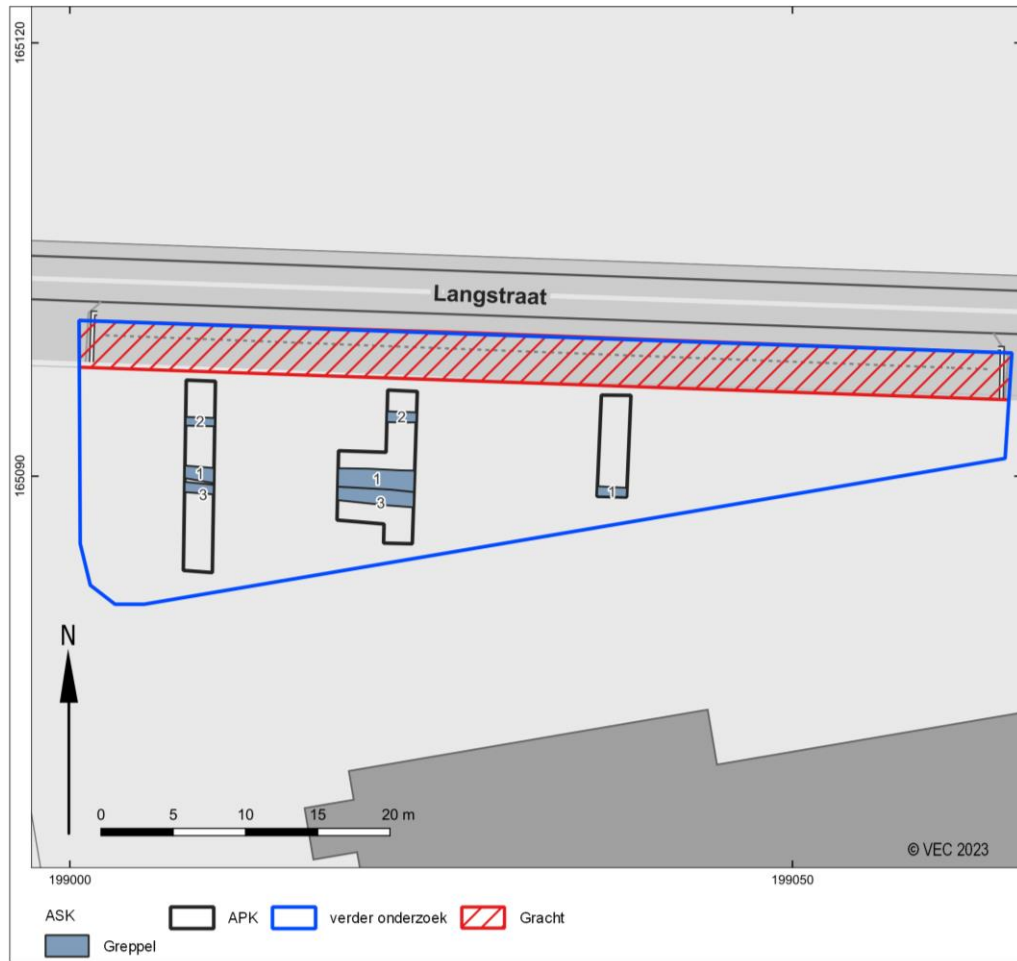 165120
Langstraat
2
2
1
1
3
3
1
165090
N
0 5 10 15 20 m
© VEC 2023
199000 199050
ASK APK verder onderzoek Gracht
Greppel